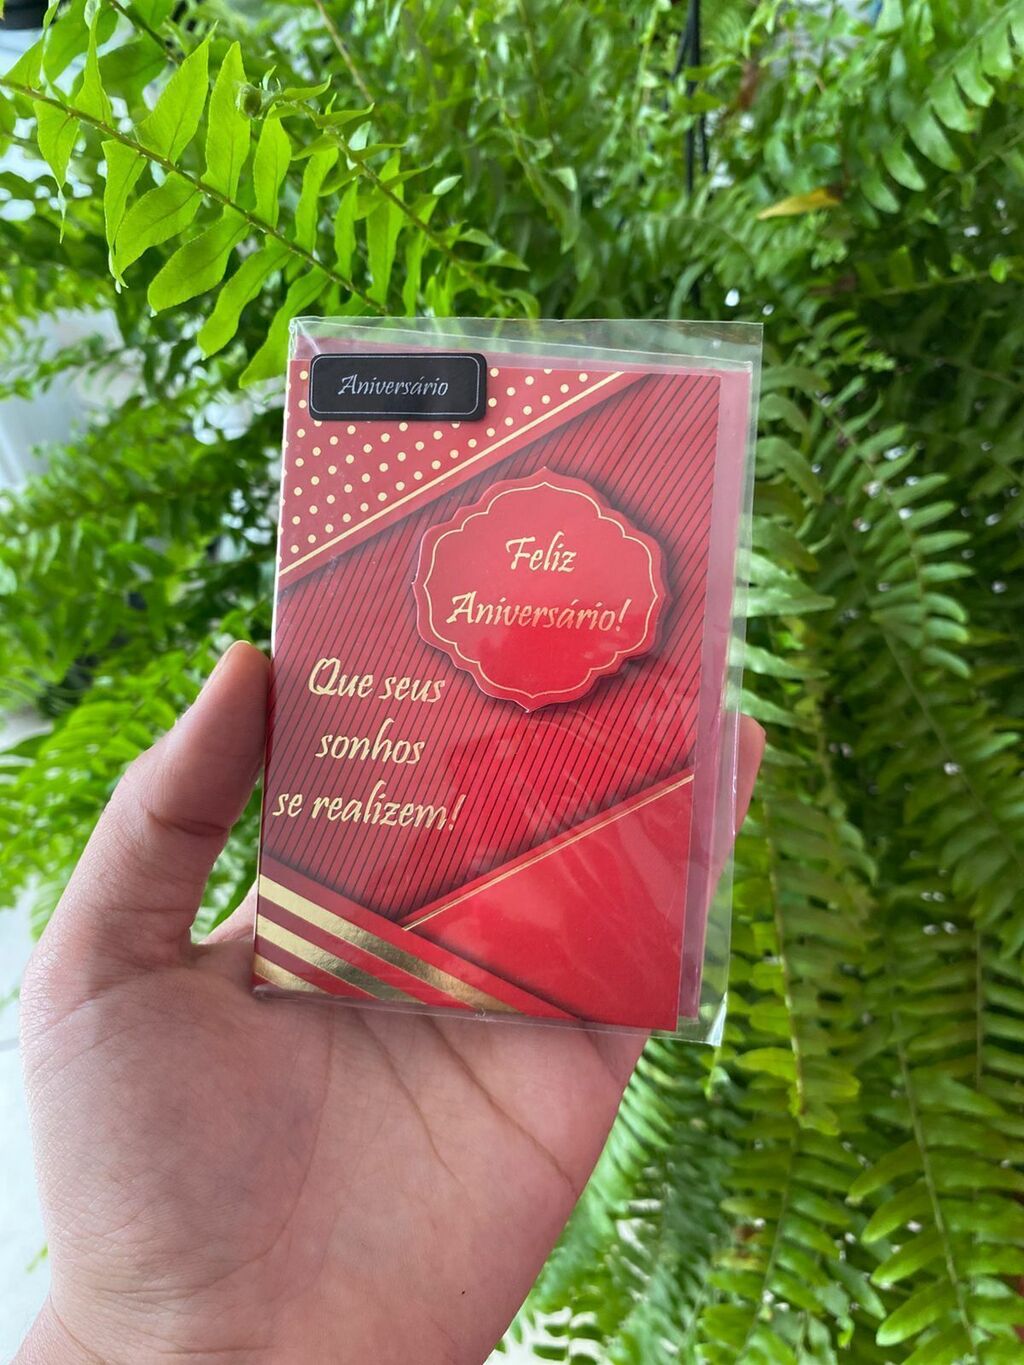 Aniversário
Feliz
Aniversário!
Que seus
sonhos
se realizem!